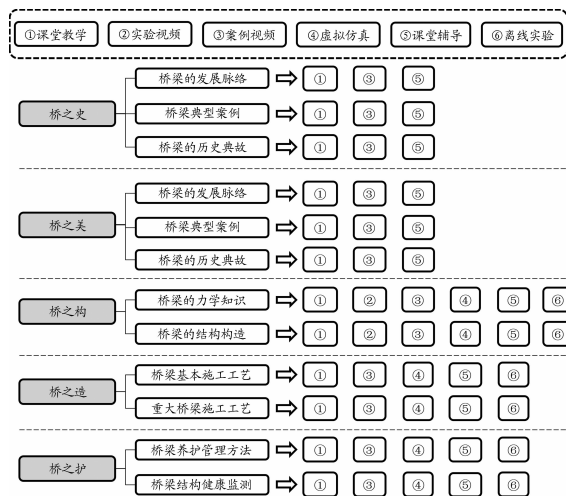 ①课堂教学 ②实验视频 ③案例视频 ④虚拟仿真 ⑤课堂辅导 ⑥离线实验
桥之史
桥梁的发展脉络 ① ③ ⑤
桥梁典型案例 ① ③ ⑤
桥梁的历史典故 ① ③ ⑤
桥之美
桥梁的发展脉络 ① ③ ⑤
桥梁典型案例 ① ③ ⑤
桥梁的历史典故 ① ③ ⑤
桥之构
桥梁的力学知识 ① ② ③ ④ ⑤ ⑥
桥梁的结构构造 ① ② ③ ④ ⑤ ⑥
桥之造
桥梁基本施工工艺 ① ③ ④ ⑤ ⑥
重大桥梁施工工艺 ① ③ ④ ⑤ ⑥
桥之护
桥梁养护管理方法 ① ③ ④ ⑤ ⑥
桥梁结构健康监测 ① ③ ④ ⑤ ⑥